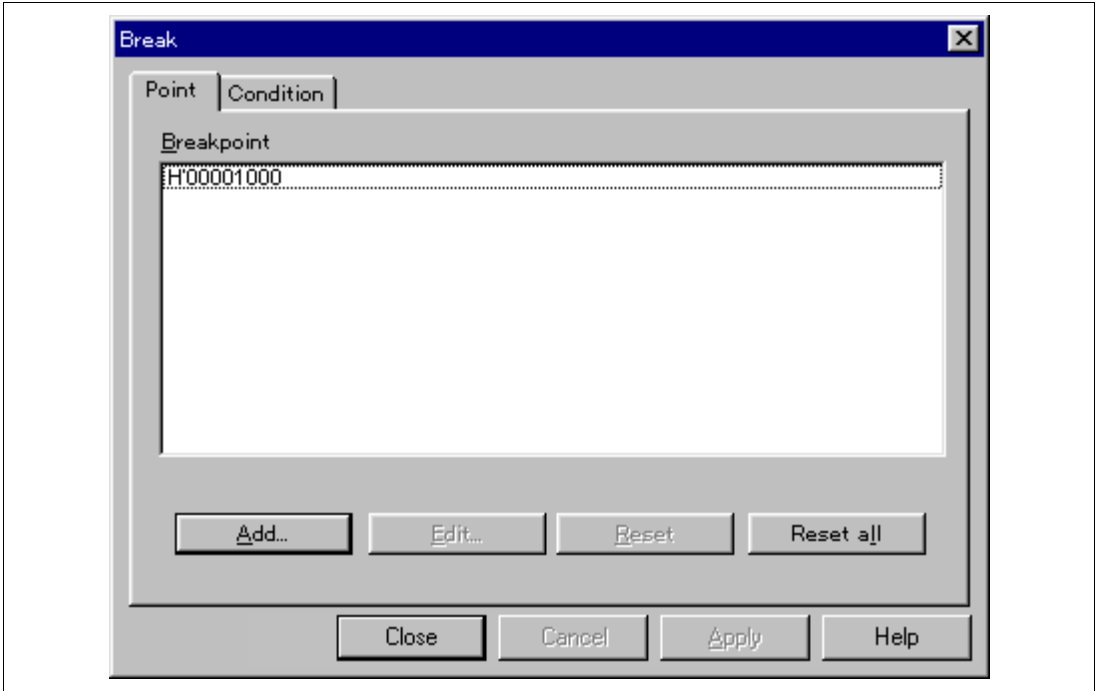 Break
Point Condition
Breakpoint
H'00001000
Add... Edit... Reset Reset all
Close Cancel Apply Help